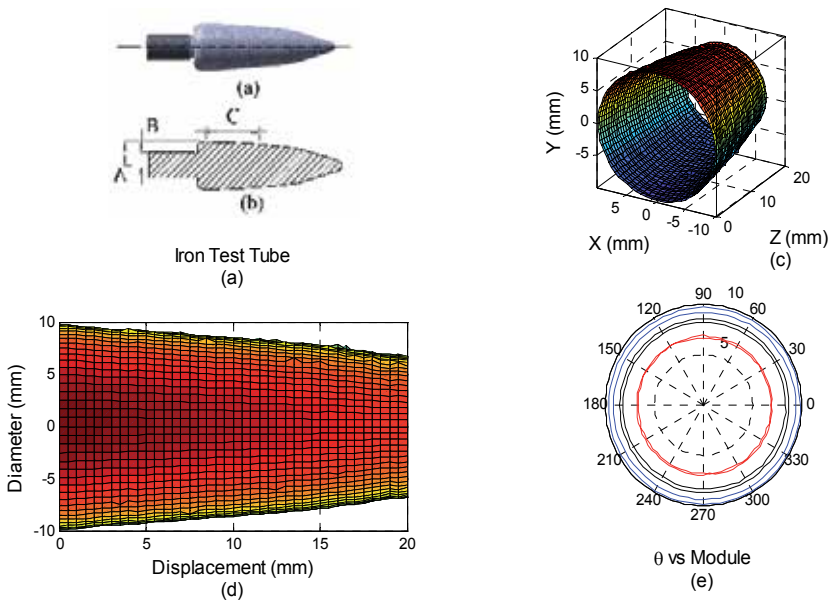 (a)
B
C
L
A
(b)
Iron Test Tube
(a)
10
5
0
-5
Y (mm)
5
0
-5
-10
0
10
20
X (mm)
Z (mm)
(c)
10
5
0
-5
-10
Diameter (mm)
0
5
10
15
20
Displacement (mm)
(d)
90
10
120
60
5
150
30
180
0
210
330
240
300
270
θ vs Module
(e)